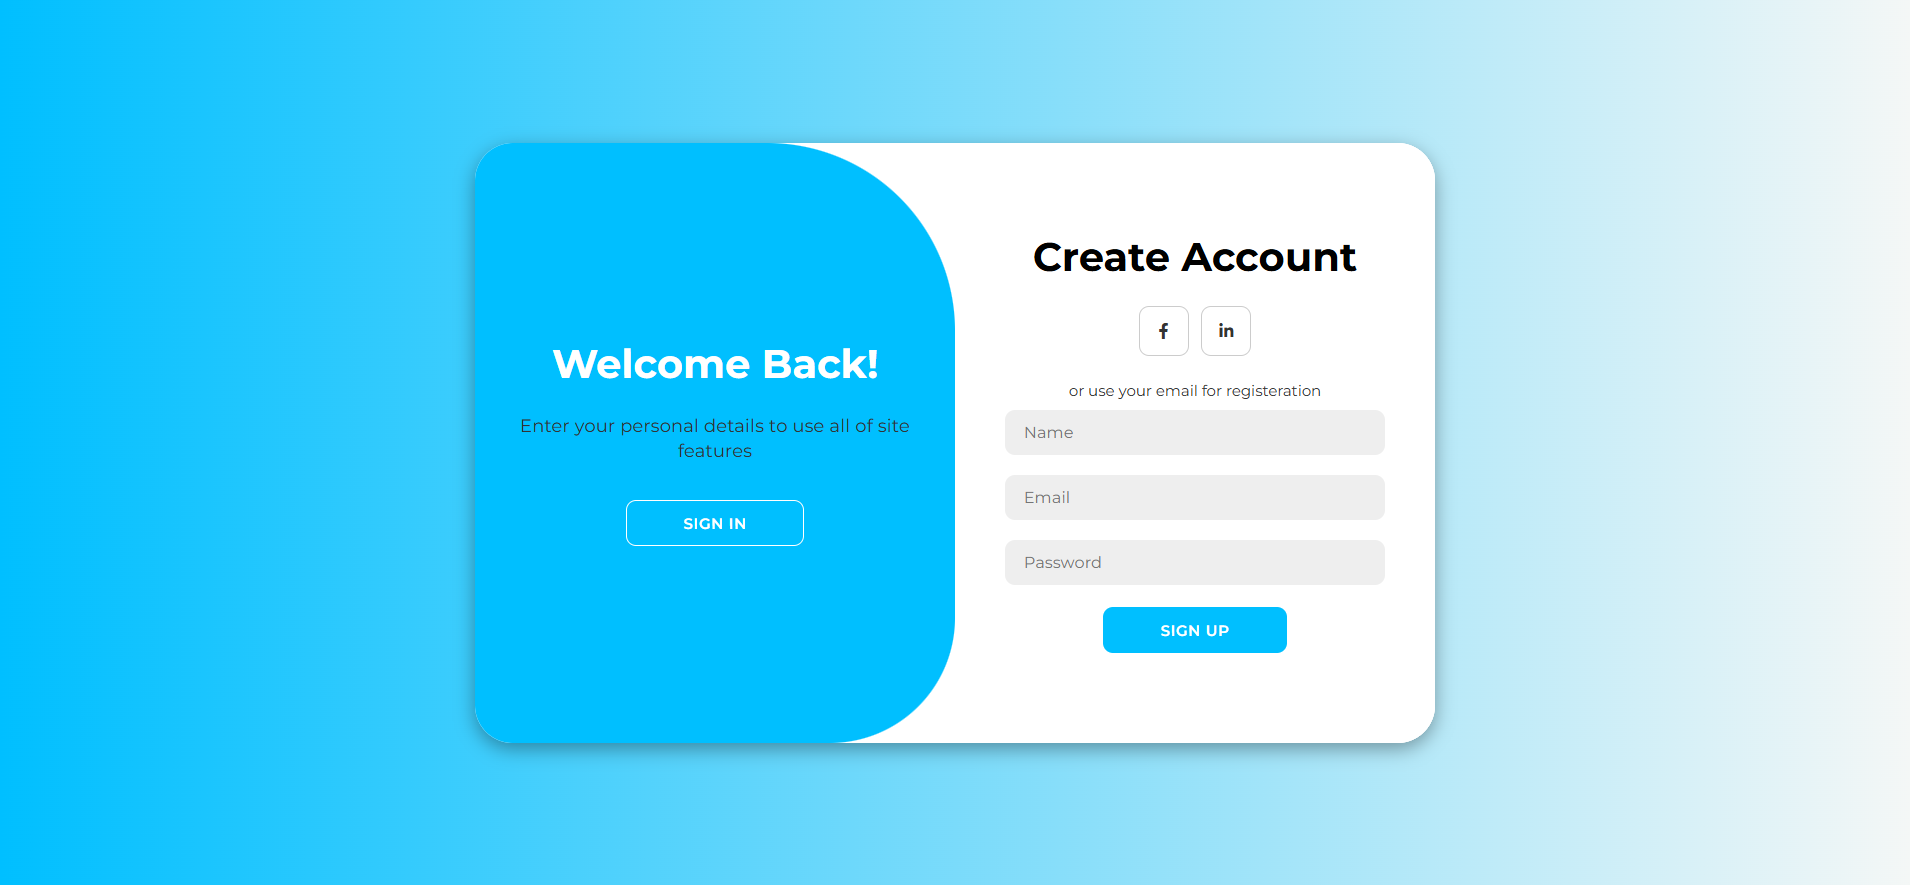 Welcome Back!
Enter your personal details to use all of site
features
SIGN IN
Create Account
f
in
or use your email for registeration
Name
Email
Password
SIGN UP